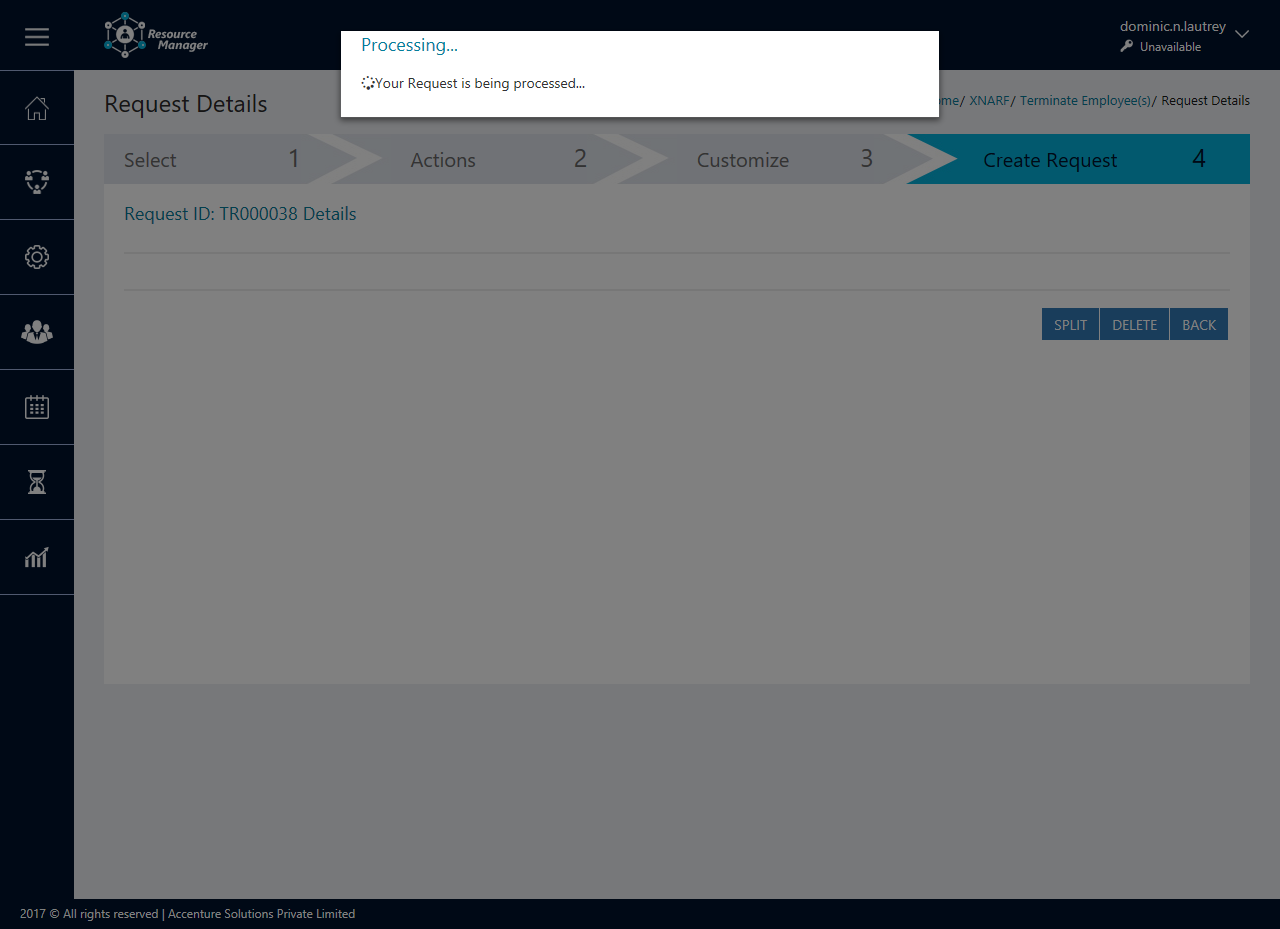 Resource
Manager
dominic.n.lautrey
Unavailable
Processing...
Your Request is being processed...
Request Details
me/ XNARF/ Terminate Employee(s)/ Request Details
Select 1
Actions 2
Customize 3
Create Request 4
Request ID: TR000038 Details
SPLIT DELETE BACK
2017 © All rights reserved | Accenture Solutions Private Limited